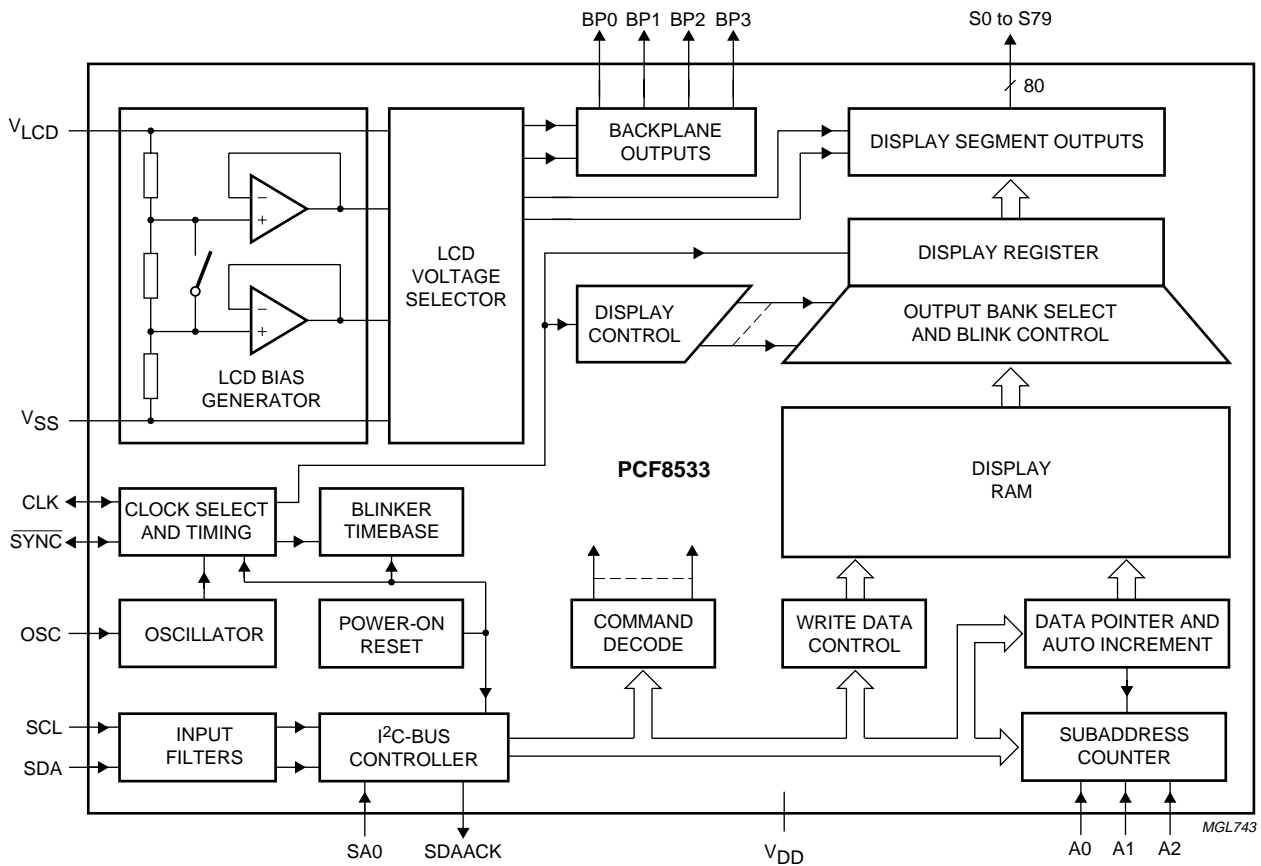 BP0 BP1 BP2 BP3
S0 to S79
80
VLCD
BACKPLANE
OUTPUTS
DISPLAY SEGMENT OUTPUTS
−
+
LCD
VOLTAGE
SELECTOR
DISPLAY REGISTER
−
+
DISPLAY
CONTROL
OUTPUT BANK SELECT
AND BLINK CONTROL
LCD BIAS
GENERATOR
VSS
PCF8533
DISPLAY
RAM
CLK
SYNC
CLOCK SELECT
AND TIMING
BLINKER
TIMEBASE
OSC
OSCILLATOR
POWER-ON
RESET
COMMAND
DECODE
WRITE DATA
CONTROL
DATA POINTER AND
AUTO INCREMENT
SCL
SDA
INPUT
FILTERS
I²C-BUS
CONTROLLER
SUBADDRESS
COUNTER
MGL743
SA0
SDAACK
VDD
A0 A1 A2